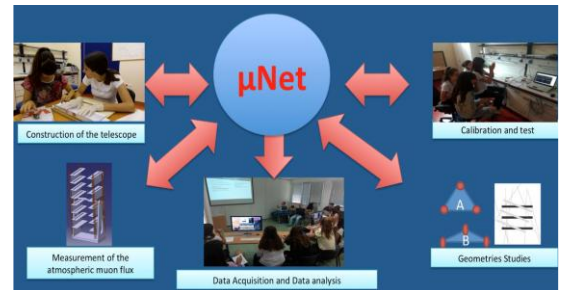 µNet
Construction of the telescope
Calibration and test
A
B
Measurement of the
atmospheric muon flux
Data Acquisition and Data analysis
Geometries Studies